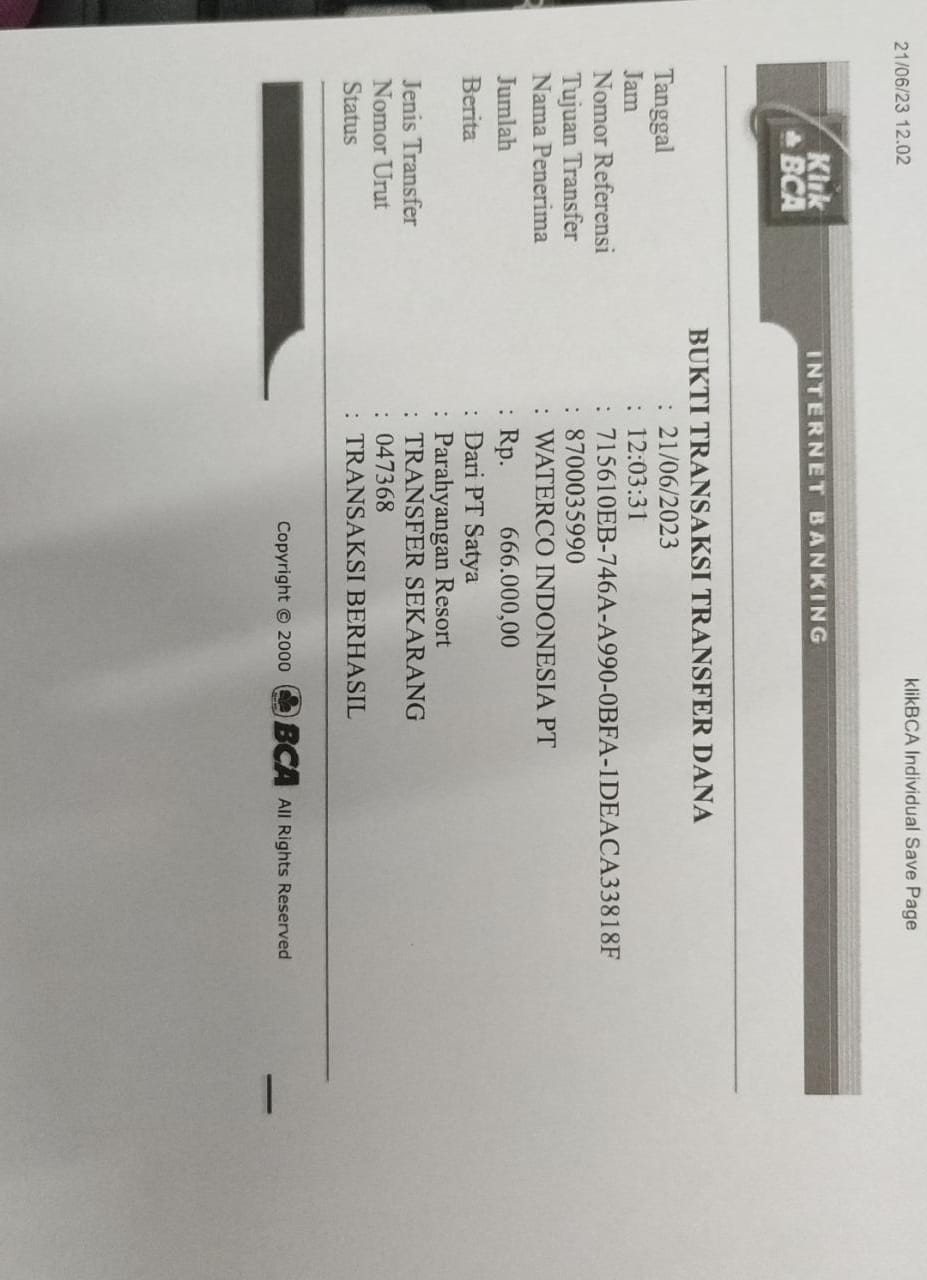 21/06/23 12.02
klikBCA Individual Save Page
Klik
BCA
INTERNET BANKING
BUKTI TRANSAKSI TRANSFER DANA
Tanggal : 21/06/2023
Jam : 12:03:31
Nomor Referensi : 715610EB-746A-A990-0BFA-1DEACA33818F
Tujuan Transfer : 8700035990
Nama Penerima : WATERCO INDONESIA PT
Jumlah : Rp. 666.000,00
Berita : Dari PT Satya
: Parahyangan Resort
Jenis Transfer : TRANSFER SEKARANG
Nomor Urut : 047368
Status : TRANSAKSI BERHASIL
Copyright © 2000 BCA All Rights Reserved